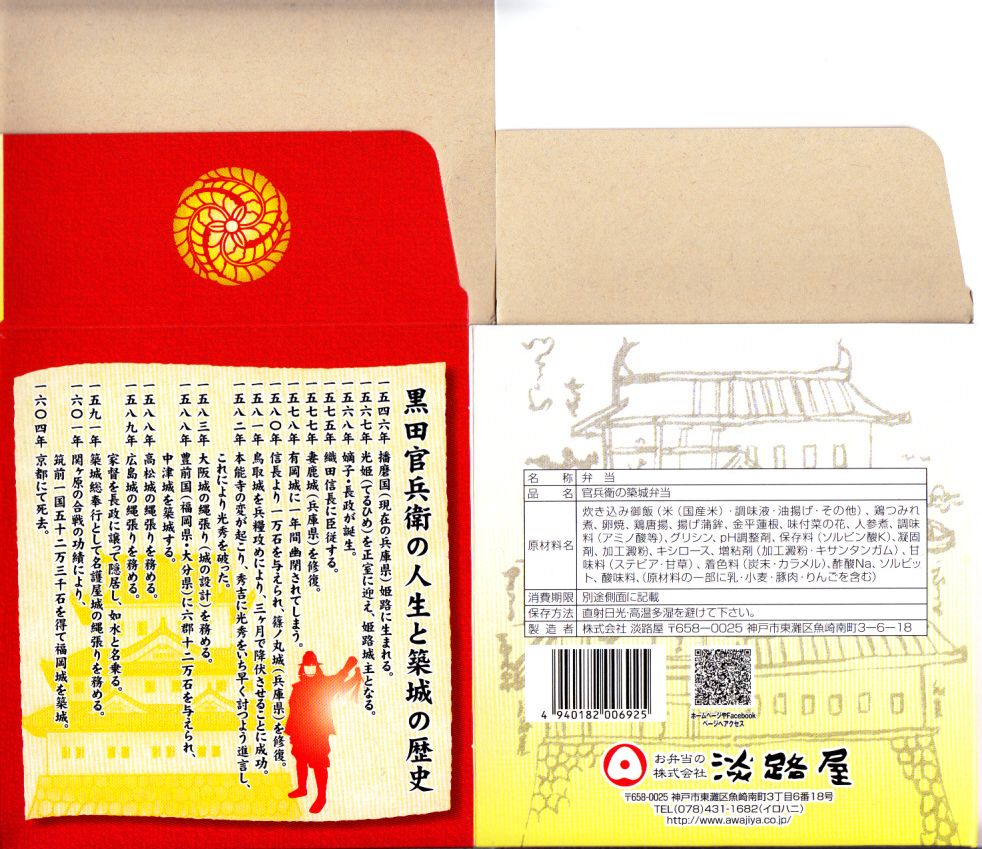 黒田官兵衛の人生と築城の歴史
一五四六年 播磨国(現在の兵庫県)姫路に生まれる。
一五六七年 光姫(てるひめ)を正室に迎え、姫路城主となる。
一五六八年 嫡子・長政が誕生。
一五七五年 織田信長に臣従する。
一五七七年 妻鹿城(兵庫県)を修復。
一五七八年 有岡城に一年間幽閉されてしまう。
一五八〇年 信長より一万石を与えられ、篠ノ丸城(兵庫県)を修復。
一五八一年 鳥取城を兵糧攻めにより、三ヶ月で降伏させることに成功。
一五八二年 本能寺の変が起こり、秀吉に光秀をいち早く討つよう進言し、
これにより光秀を破った。
一五八三年 大阪城の縄張り(城の設計)を務める。
一五八八年 豊前国(福岡県・大分県)に六郡十二万石を与えられ、
中津城を築城する。
一五八八年 高松城の縄張りを務める。
一五八九年 広島城の縄張りを務める。
家督を長政に譲って隠居し、如水と名乗る。
一五九一年 築城総奉行として名護屋城の縄張りを務める。
一六〇一年 関ヶ原の合戦の功績により、
筑前一国五十二万三千石を得て福岡城を築城。
一六〇四年 京都にて死去。
名称 弁当
品名 官兵衛の築城弁当
原材料名 炊き込み御飯(米(国産米)・調味液・油揚げ・その他)、鶏つみれ
煮、卵焼、鶏唐揚、揚げ蒲鉾、金平蓮根、味付菜の花、人参煮、調味
料(アミノ酸等)、グリシン、pH調整剤、保存料(ソルビン酸K)、凝固
剤、加工澱粉、キシロース、増粘剤(加工澱粉・キサンタンガム)、甘
味料(ステビア・甘草)、着色料(炭末・カラメル)、酢酸Na、ソルビッ
ト、酸味料、(原材料の一部に乳・小麦・豚肉・りんごを含む)
消費期限 別途側面に記載
保存方法 直射日光・高温多湿を避けて下さい。
製造者 株式会社 淡路屋 〒658-0025 神戸市東灘区魚崎南町3-6-18
4 940182 006925
ホームページやFacebook
ページへアクセス
お弁当の
株式会社 淡路屋
〒658-0025 神戸市東灘区魚崎南町3丁目6番18号
TEL(078)431-1682(イロハニ)
http://www.awajiya.co.jp/